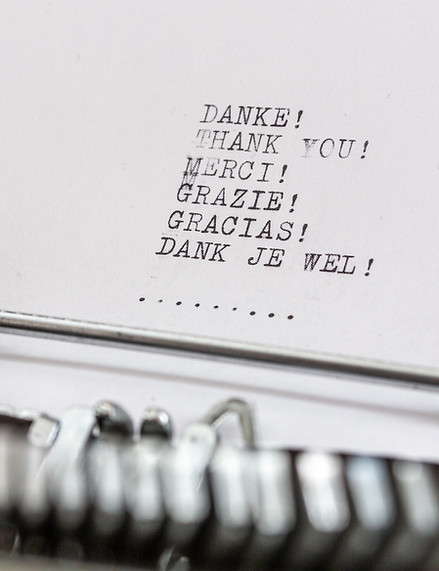 DANKE!
THANK YOU!
MERCI!
GRAZIE!
GRACIAS!
DANK JE WEL!
.........